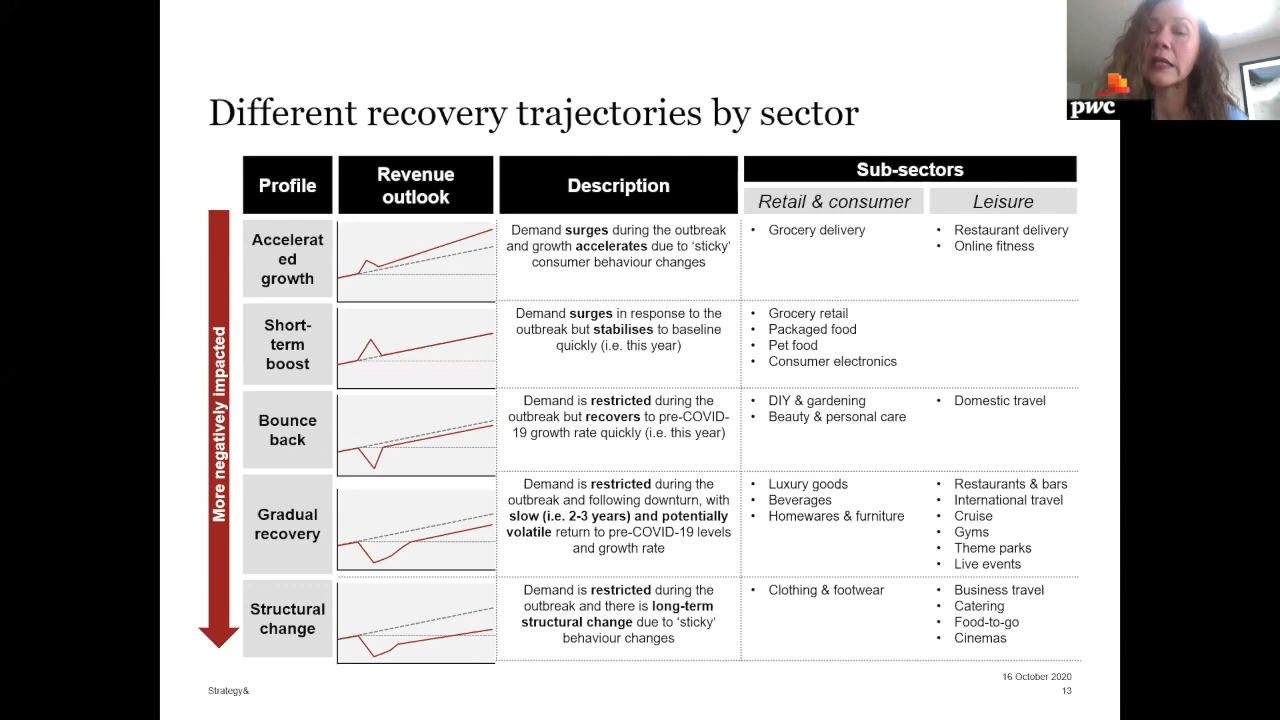 pwc
Different recovery trajectories by sector
Profile
Revenue
outlook
Description
Sub-sectors
Retail & consumer
Leisure
More negatively impacted
Accelerat
ed
growth
Demand surges during the outbreak
and growth accelerates due to ‘sticky’
consumer behaviour changes
• Grocery delivery
• Restaurant delivery
• Online fitness
Short-
term
boost
Demand surges in response to the
outbreak but stabilises to baseline
quickly (i.e. this year)
• Grocery retail
• Packaged food
• Pet food
• Consumer electronics
Bounce
back
Demand is restricted during the
outbreak but recovers to pre-COVID-
19 growth rate quickly (i.e. this year)
• DIY & gardening
• Beauty & personal care
• Domestic travel
Gradual
recovery
Demand is restricted during the
outbreak and following downturn, with
slow (i.e. 2-3 years) and potentially
volatile return to pre-COVID-19 levels
and growth rate
• Luxury goods
• Beverages
• Homewares & furniture
• Restaurants & bars
• International travel
• Cruise
• Gyms
• Theme parks
• Live events
Structural
change
Demand is restricted during the
outbreak and there is long-term
structural change due to ‘sticky’
behaviour changes
• Clothing & footwear
• Business travel
• Catering
• Food-to-go
• Cinemas
Strategy&
16 October 2020
13